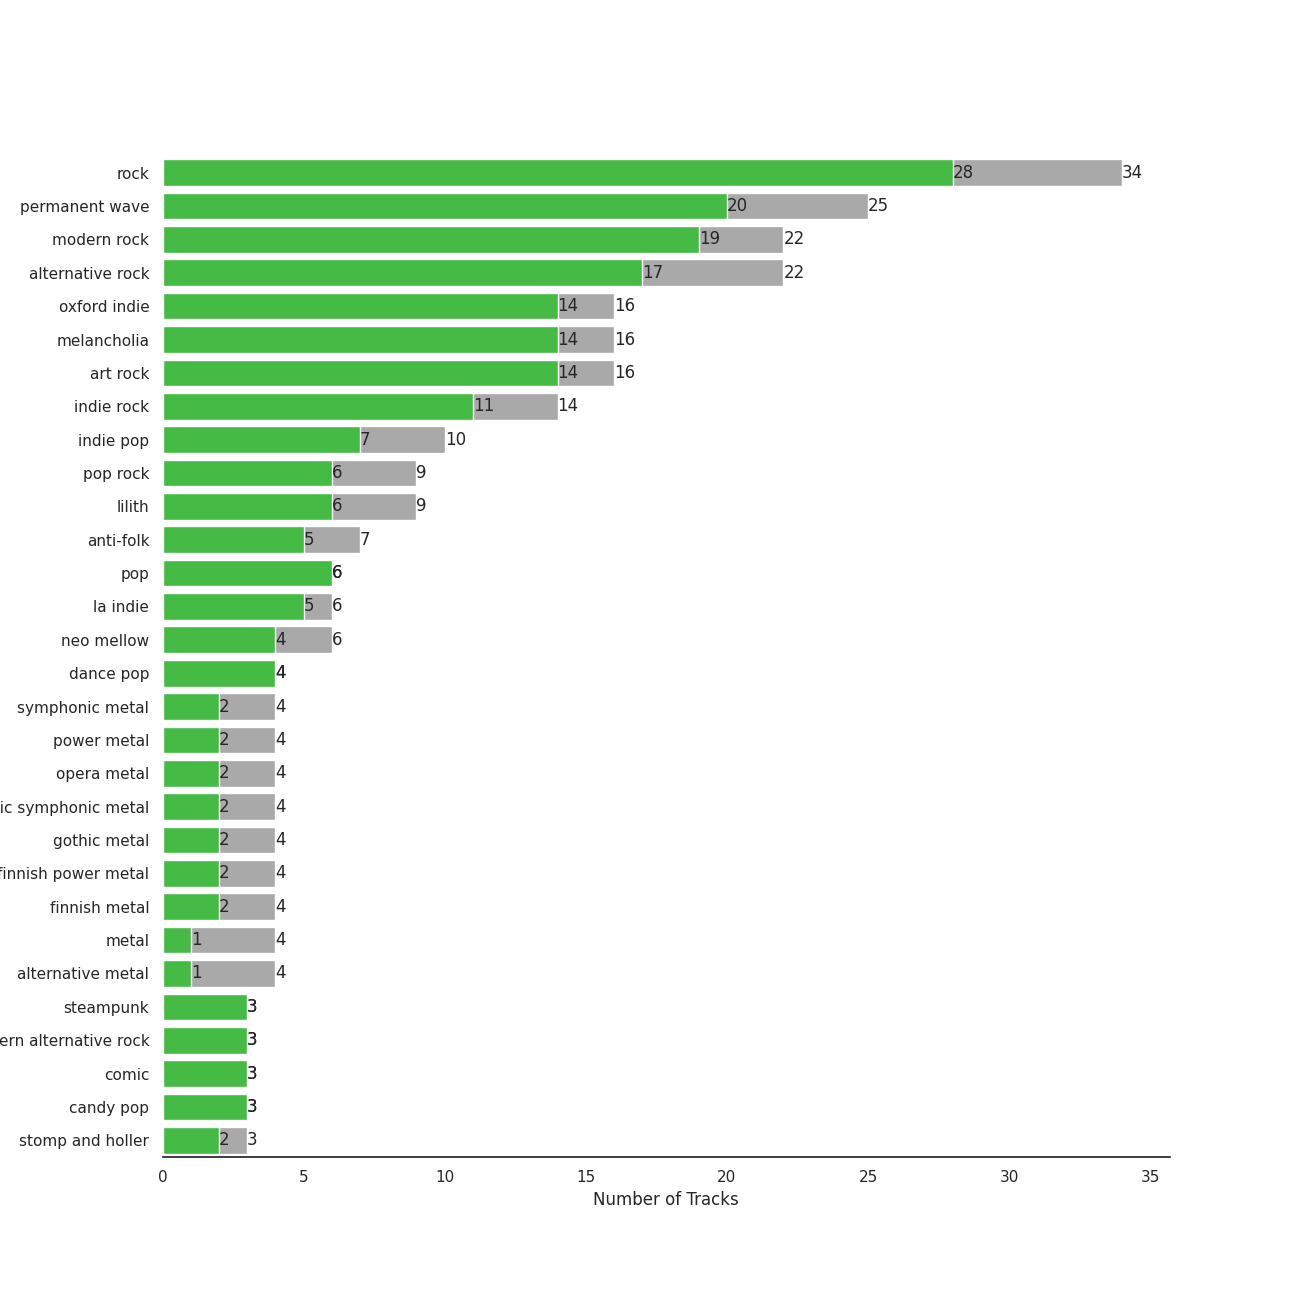 rock 28 34
permanent wave 20 25
modern rock 19 22
alternative rock 17 22
oxford indie 14 16
melancholia 14 16
art rock 14 16
indie rock 11 14
indie pop 7 10
pop rock 6 9
lilith 6 9
anti-folk 5 7
pop 6
la indie 5 6
neo mellow 4 6
dance pop 4
symphonic metal 2 4
power metal 2 4
opera metal 2 4
ic symphonic metal 2 4
gothic metal 2 4
finnish power metal 2 4
finnish metal 2 4
metal 1 4
alternative metal 1 4
steampunk 3
ern alternative rock 3
comic 3
candy pop 3
stomp and holler 2 3
0 5 10 15 20 25 30 35
Number of Tracks